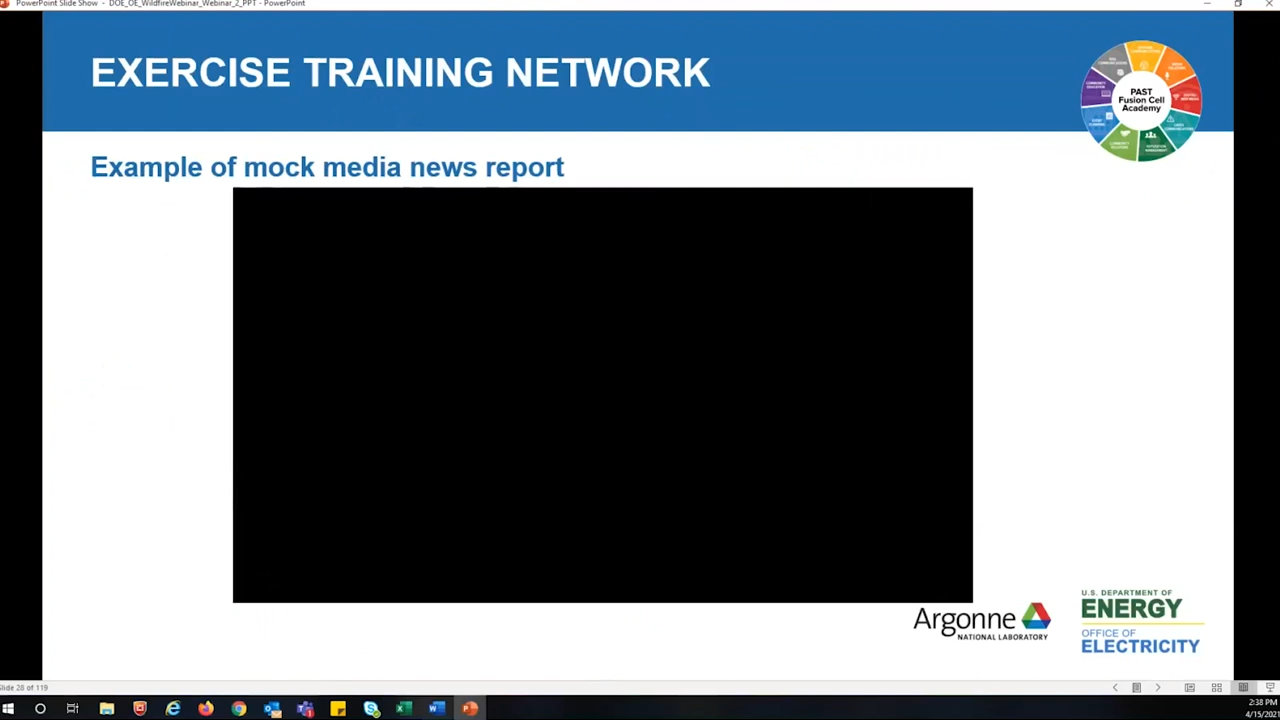 PowerPoint Slide Show - DOE_OE_WildfireWebinar_Webinar_2_PPT - PowerPoint
EXERCISE TRAINING NETWORK
PAST
Fusion Cell
Academy
Example of mock media news report
Argonne
NATIONAL LABORATORY
U.S. DEPARTMENT OF
ENERGY
OFFICE OF
ELECTRICITY
Slide 28 of 119
2:38 PM
4/15/202